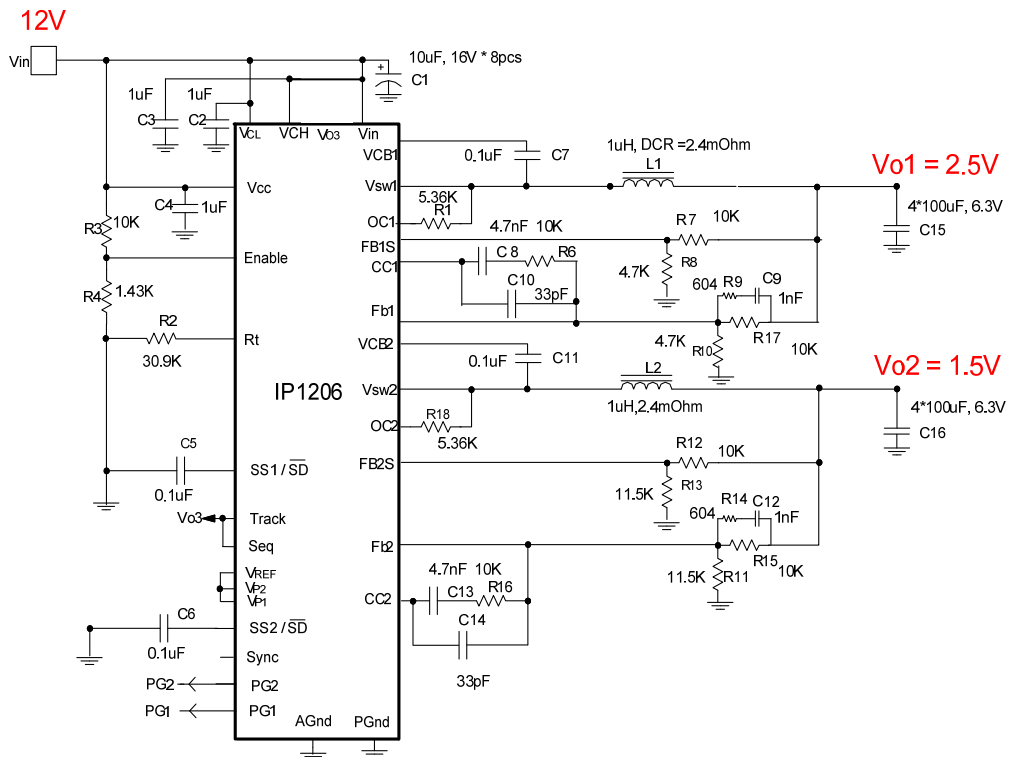 12V
Vin
10uF, 16V * 8pcs
+
C1
1uF 1uF
C3 C2
VCL VCH VO3 Vin
VCB1
0.1uF C7
1uH, DCR =2.4mOhm
L1
Vo1 = 2.5V
4*100uF, 6.3V
C15
Vcc
C4 1uF
Vsw1
5.36K
R1
OC1
R3 10K
Enable
R4 1.43K
R2
30.9K
Rt
FB1S
4.7nF 10K
CC1
C 8 R6
C10
33pF
Fb1
R7 10K
R8
4.7K
604 R9 C9
1nF
R17
10K
4.7K
R10
VCB2
0.1uF C11
IP1206
Vsw2
L2
1uH,2.4mOhm
Vo2 = 1.5V
4*100uF, 6.3V
C16
R18
OC2
5.36K
FB2S
R12
10K
R13
11.5K
604 R14 C12
1nF
R15
10K
11.5K R11
C5
0.1uF
SS1/SD
Vo3
Track
Seq
VREF
VP2
VP1
Fb2
4.7nF 10K
CC2
C13 R16
C14
33pF
C6
0.1uF
SS2/SD
Sync
PG2 PG2
PG1 PG1
AGnd PGnd